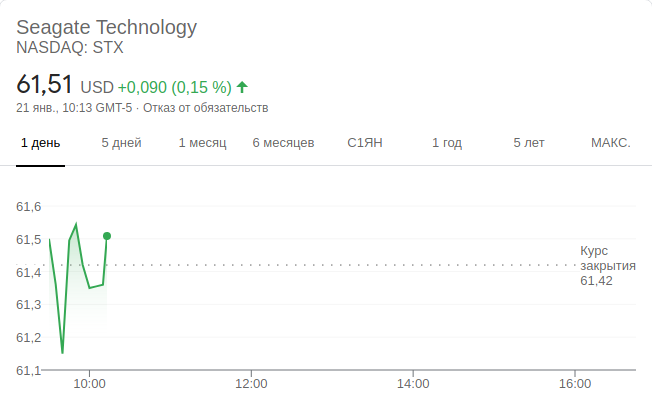 Seagate Technology
NASDAQ: STX
61,51 USD +0,090 (0,15 %)
21 янв., 10:13 GMT-5 · Отказ от обязательств
1 день 5 дней 1 месяц 6 месяцев С1ЯН 1 год 5 лет МАКС.
61,6
61,5
61,4
61,3
61,2
61,1
Курс
закрытия
61,42
10:00 12:00 14:00 16:00